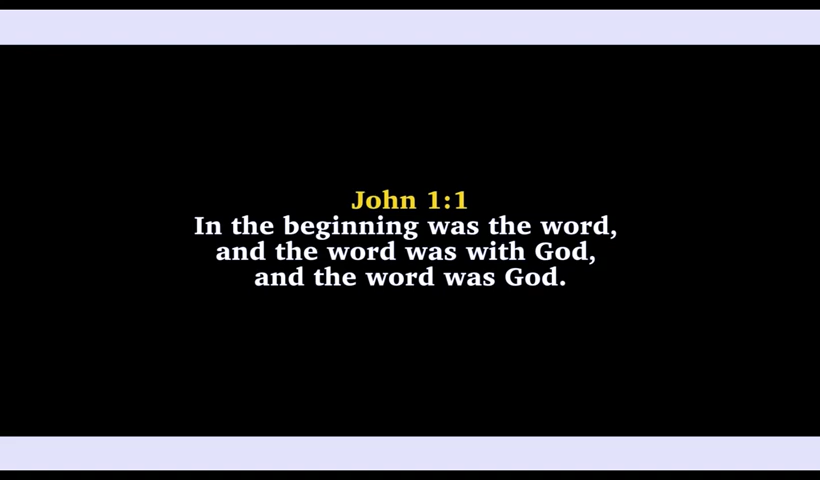 John 1:1
In the beginning was the word,
and the word was with God,
and the word was God.